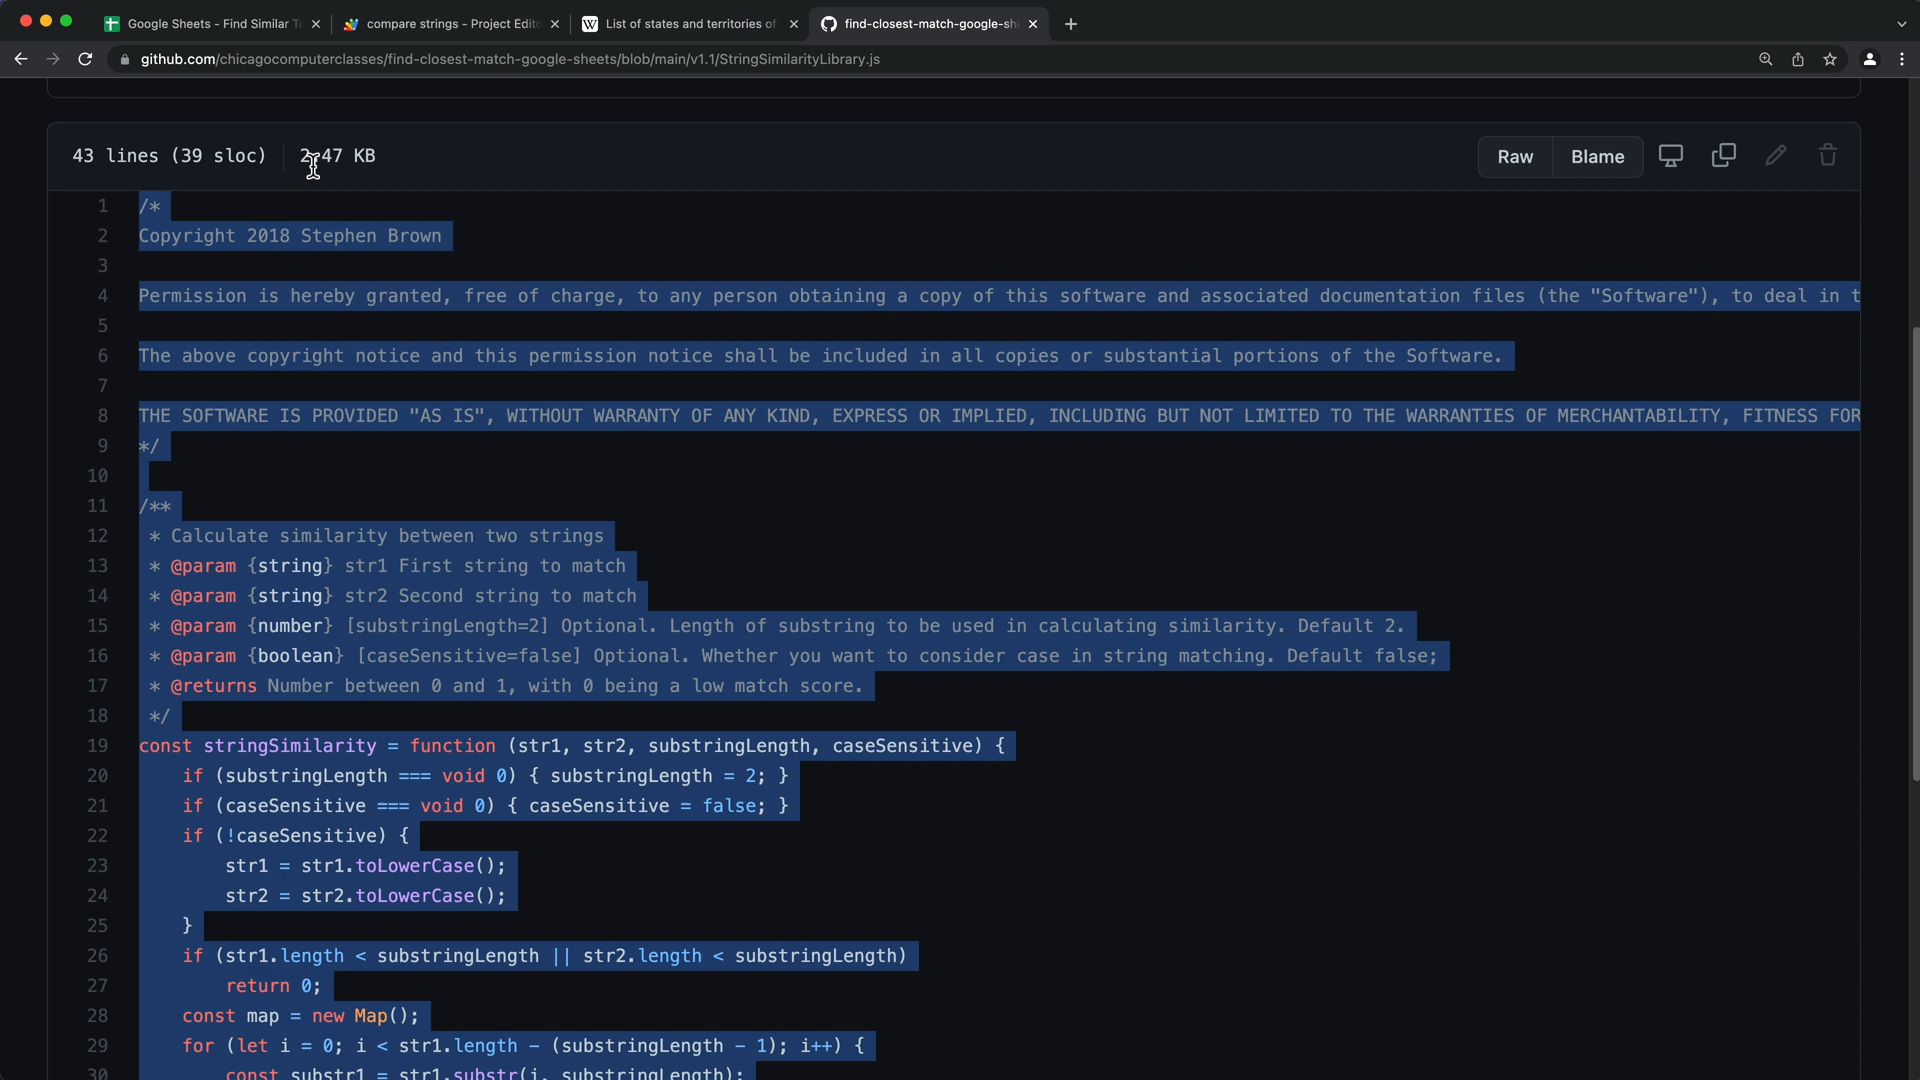 Google Sheets - Find Similar Te
compare strings - Project Edito
List of states and territories of
find-closest-match-google-she
github.com/chicagocomputerclasses/find-closest-match-google-sheets/blob/main/v1.1/StringSimilarityLibrary.js
43 lines (39 sloc) 2.47 KB
Raw Blame
1 /*
2 Copyright 2018 Stephen Brown
3
4 Permission is hereby granted, free of charge, to any person obtaining a copy of this software and associated documentation files (the "Software"), to deal in t
5
6 The above copyright notice and this permission notice shall be included in all copies or substantial portions of the Software.
7
8 THE SOFTWARE IS PROVIDED "AS IS", WITHOUT WARRANTY OF ANY KIND, EXPRESS OR IMPLIED, INCLUDING BUT NOT LIMITED TO THE WARRANTIES OF MERCHANTABILITY, FITNESS FOR
9 */
10
11 /**
12 * Calculate similarity between two strings
13 * @param {string} str1 First string to match
14 * @param {string} str2 Second string to match
15 * @param {number} [substringLength=2] Optional. Length of substring to be used in calculating similarity. Default 2.
16 * @param {boolean} [caseSensitive=false] Optional. Whether you want to consider case in string matching. Default false;
17 * @returns Number between 0 and 1, with 0 being a low match score.
18 */
19 const stringSimilarity = function (str1, str2, substringLength, caseSensitive) {
20 if (substringLength === void 0) { substringLength = 2; }
21 if (caseSensitive === void 0) { caseSensitive = false; }
22 if (!caseSensitive) {
23 str1 = str1.toLowerCase();
24 str2 = str2.toLowerCase();
25 }
26 if (str1.length < substringLength || str2.length < substringLength)
27 return 0;
28 const map = new Map();
29 for (let i = 0; i < str1.length - (substringLength - 1); i++) {
30 const substr1 = str1.substr(i, substringLength);